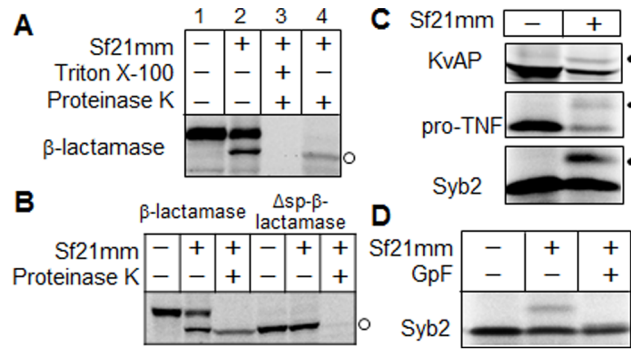 A
1 2 3 4
Sf21mm − + + +
Triton X-100 − − + −
Proteinase K − − + +
β-lactamase
B
β-lactamase Δsp-β-lactamase
Sf21mm − + + − + +
Proteinase K − − + − − +
C
Sf21mm − +
KvAP
pro-TNF
Syb2
D
Sf21mm − + +
GpF − − +
Syb2